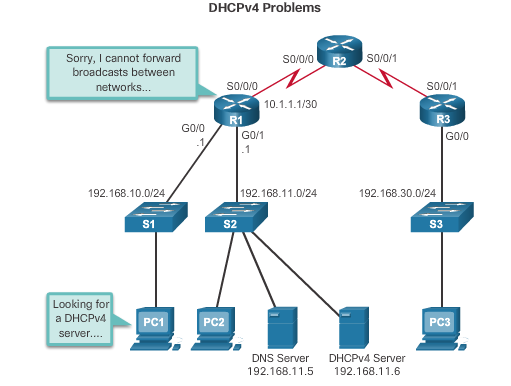 DHCPv4 Problems
Sorry, I cannot forward
broadcasts between
networks...
S0/0/0
R2
S0/0/1
S0/0/0
10.1.1.1/30
R1
S0/0/1
R3
G0/0
.1
G0/1
.1
G0/0
192.168.10.0/24
192.168.11.0/24
192.168.30.0/24
S1
S2
S3
Looking for
a DHCPv4
server....
PC1
PC2
PC3
DNS Server
192.168.11.5
DHCPv4 Server
192.168.11.6